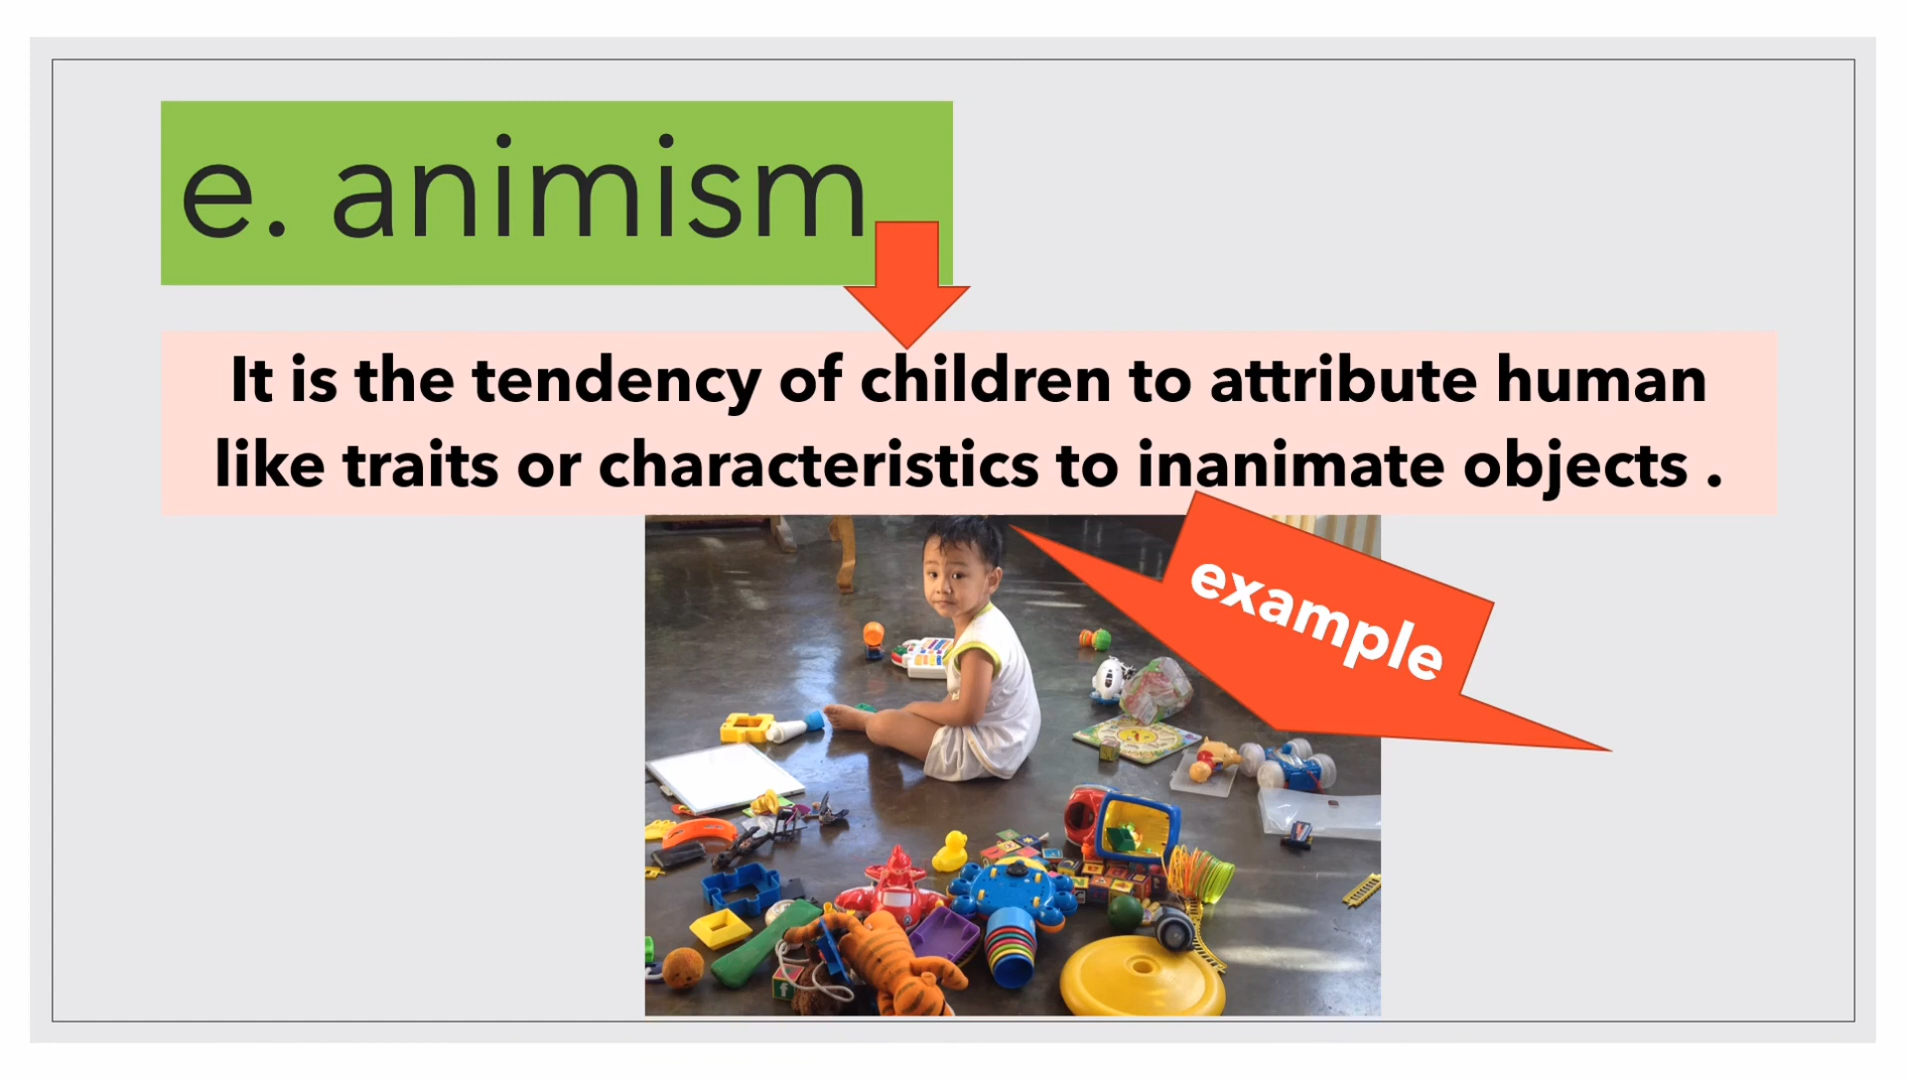 e. animism
It is the tendency of children to attribute human
like traits or characteristics to inanimate objects .
example